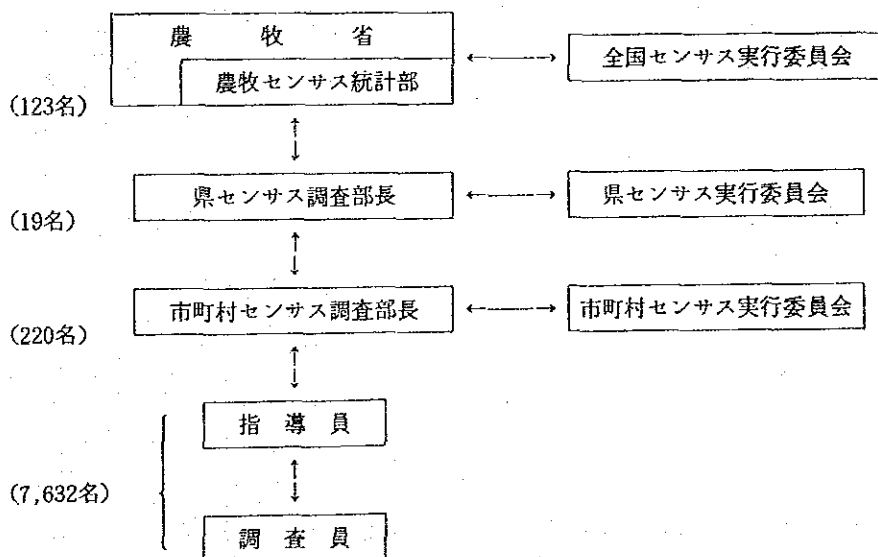 農牧省
全国センサス実行委員会
農牧センサス統計部
(123名)
県センサス調査部長
県センサス実行委員会
(19名)
市町村センサス調査部長
市町村センサス実行委員会
(220名)
指導員
(7,632名)
調査員